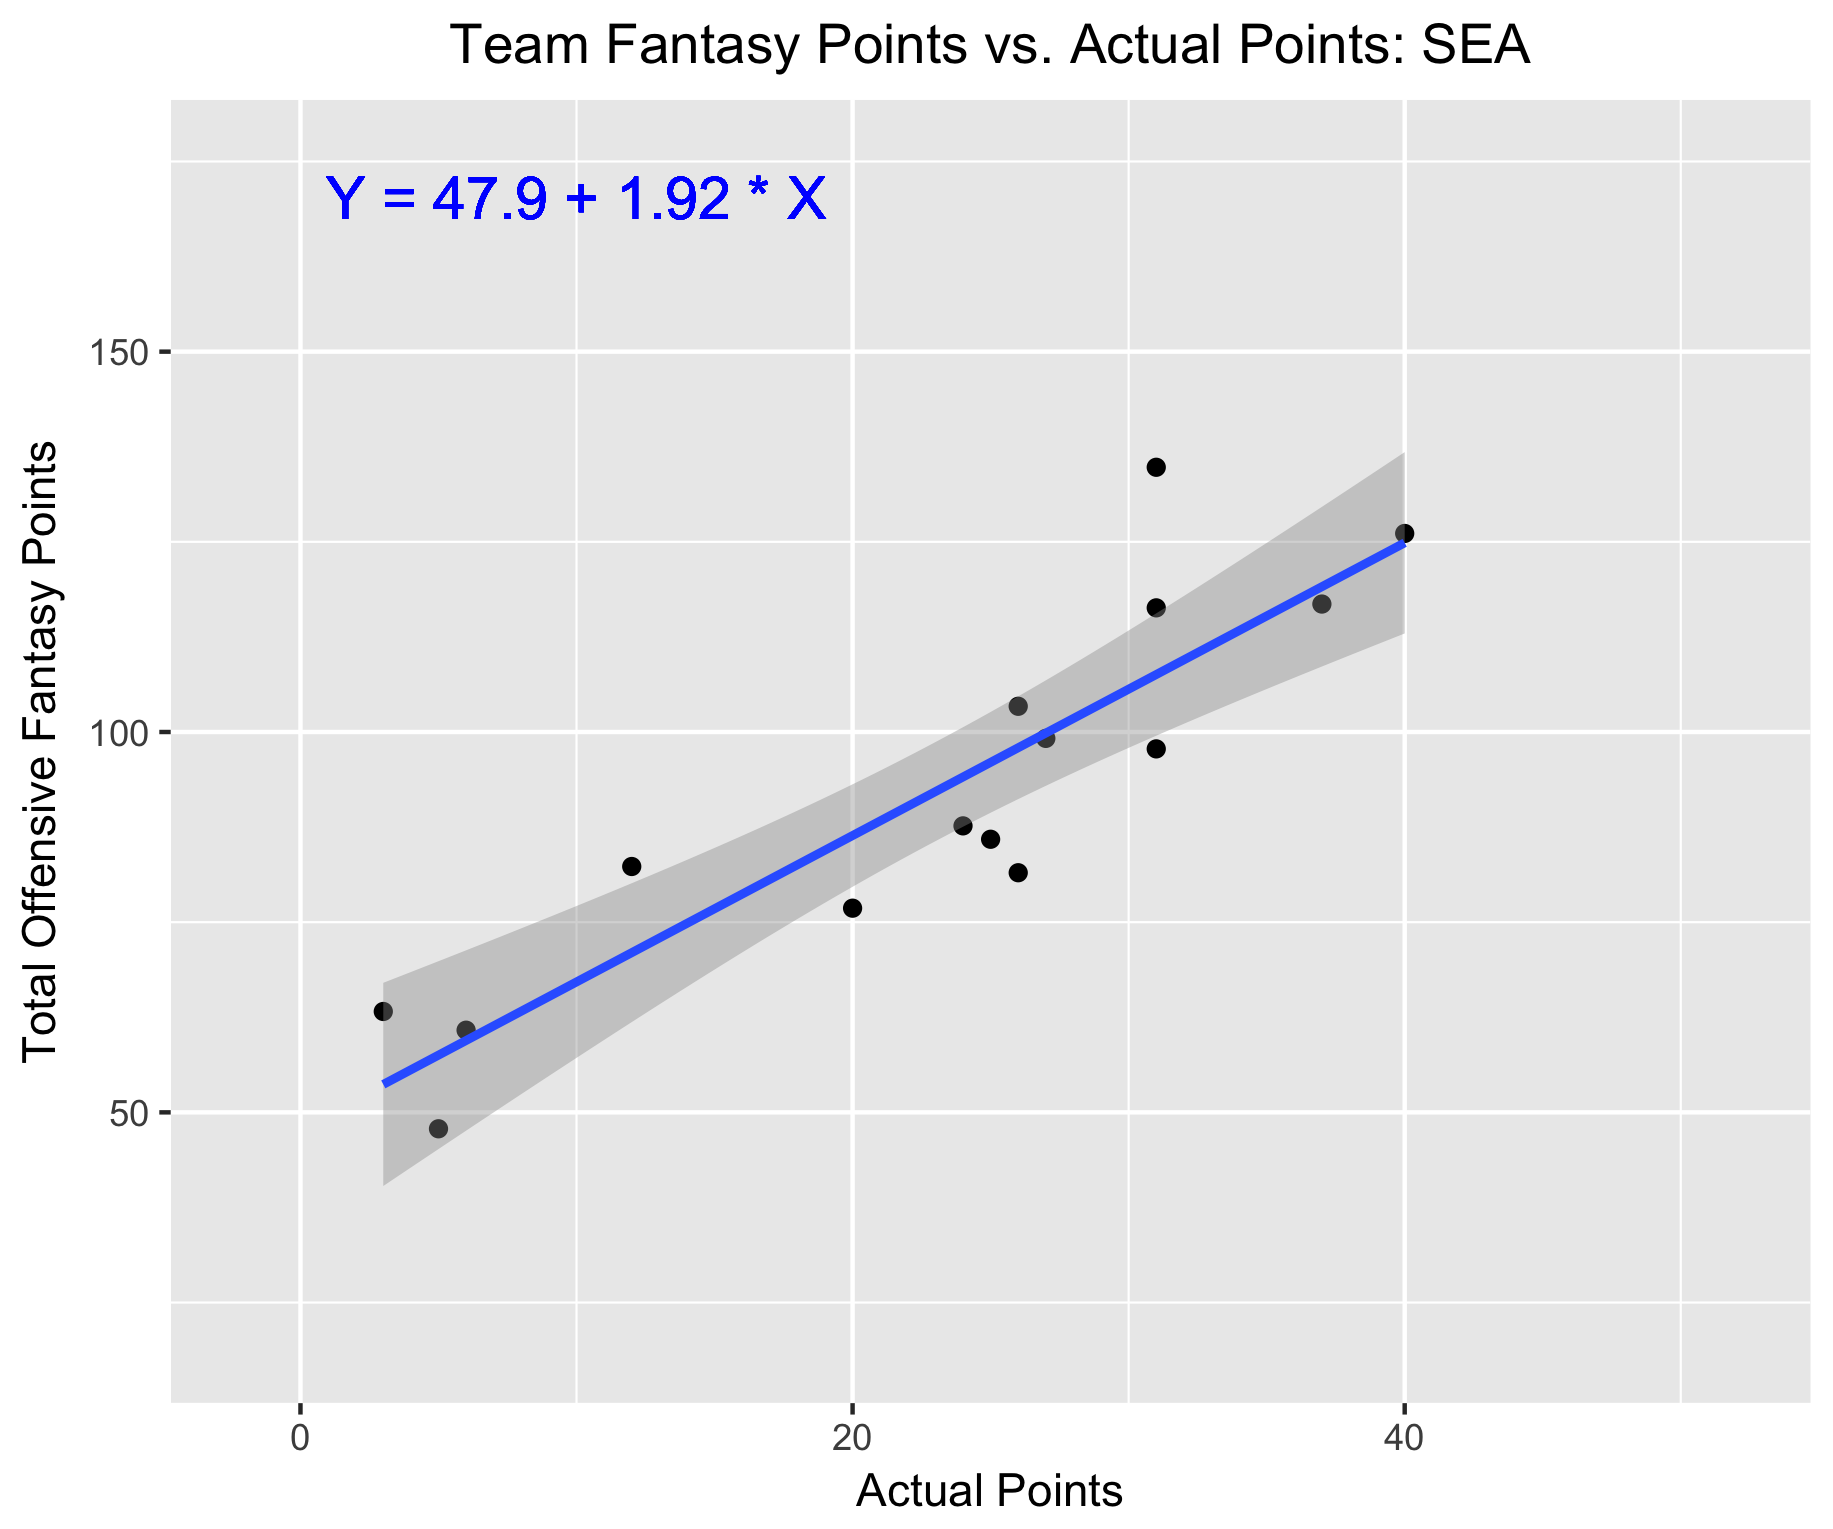 Team Fantasy Points vs. Actual Points: SEA
Y = 47.9 + 1.92 * X
150
100
50
Total Offensive Fantasy Points
0 20 40
Actual Points